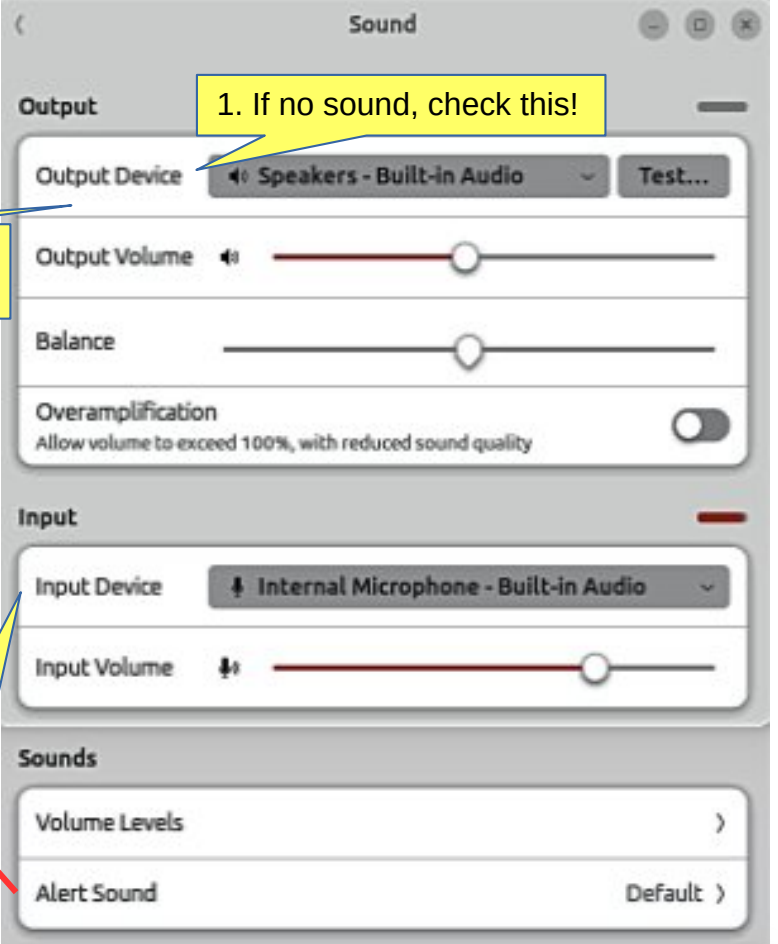 Sound
Output
1. If no sound, check this!
Output Device
Speakers - Built-in Audio
Test...
Output Volume
Balance
Overamplification
Allow volume to exceed 100%, with reduced sound quality
Input
Input Device
Internal Microphone - Built-in Audio
Input Volume
Sounds
Volume Levels
Alert Sound
Default